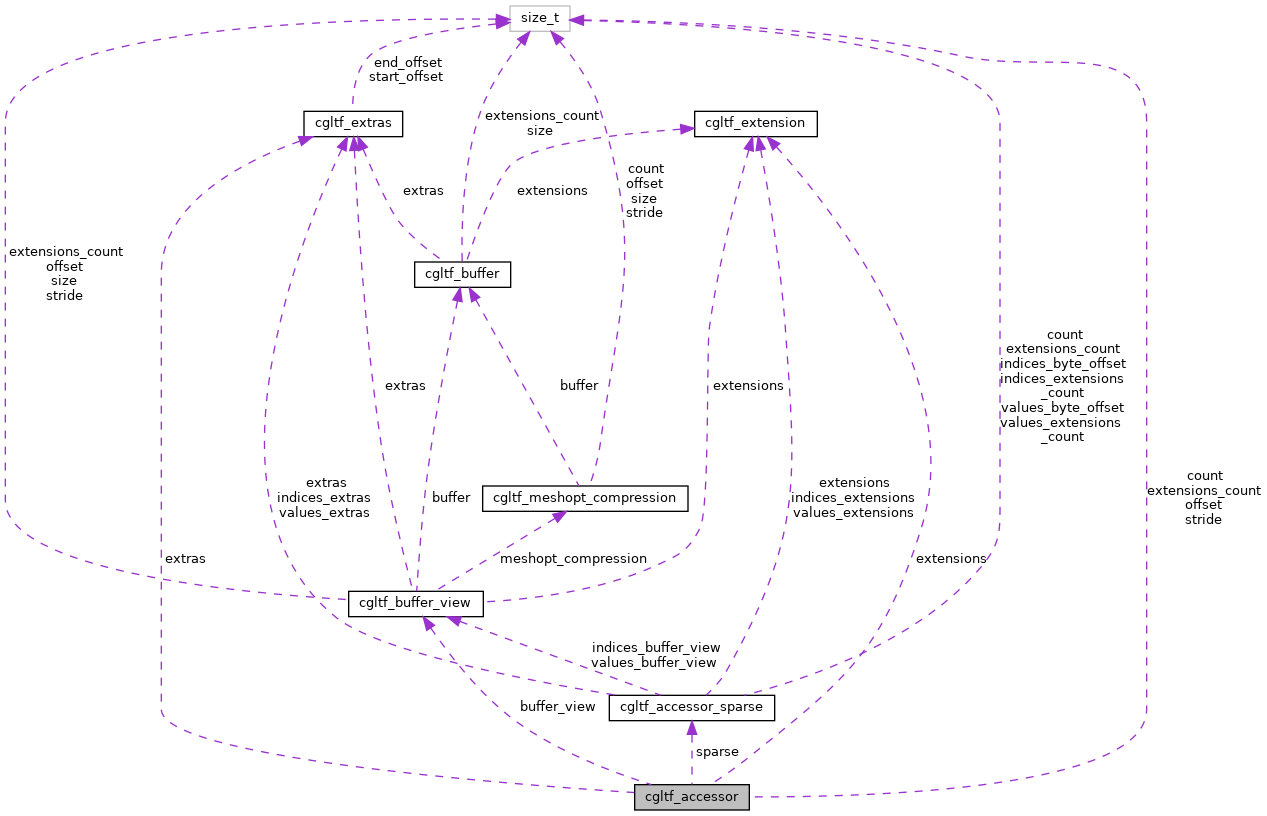 size_t
end_offset
start_offset
cgltf_extras
extensions_count
size
cgltf_extension
count
offset
size
stride
extras
extensions
extensions_count
offset
size
stride
cgltf_buffer
count
extensions_count
indices_byte_offset
indices_extensions
_count
values_byte_offset
values_extensions
_count
extras
buffer
extensions
extras
indices_extras
values_extras
buffer
cgltf_meshopt_compression
extensions
indices_extensions
values_extensions
count
extensions_count
offset
stride
extras
meshopt_compression
extensions
cgltf_buffer_view
indices_buffer_view
values_buffer_view
buffer_view
cgltf_accessor_sparse
sparse
cgltf_accessor